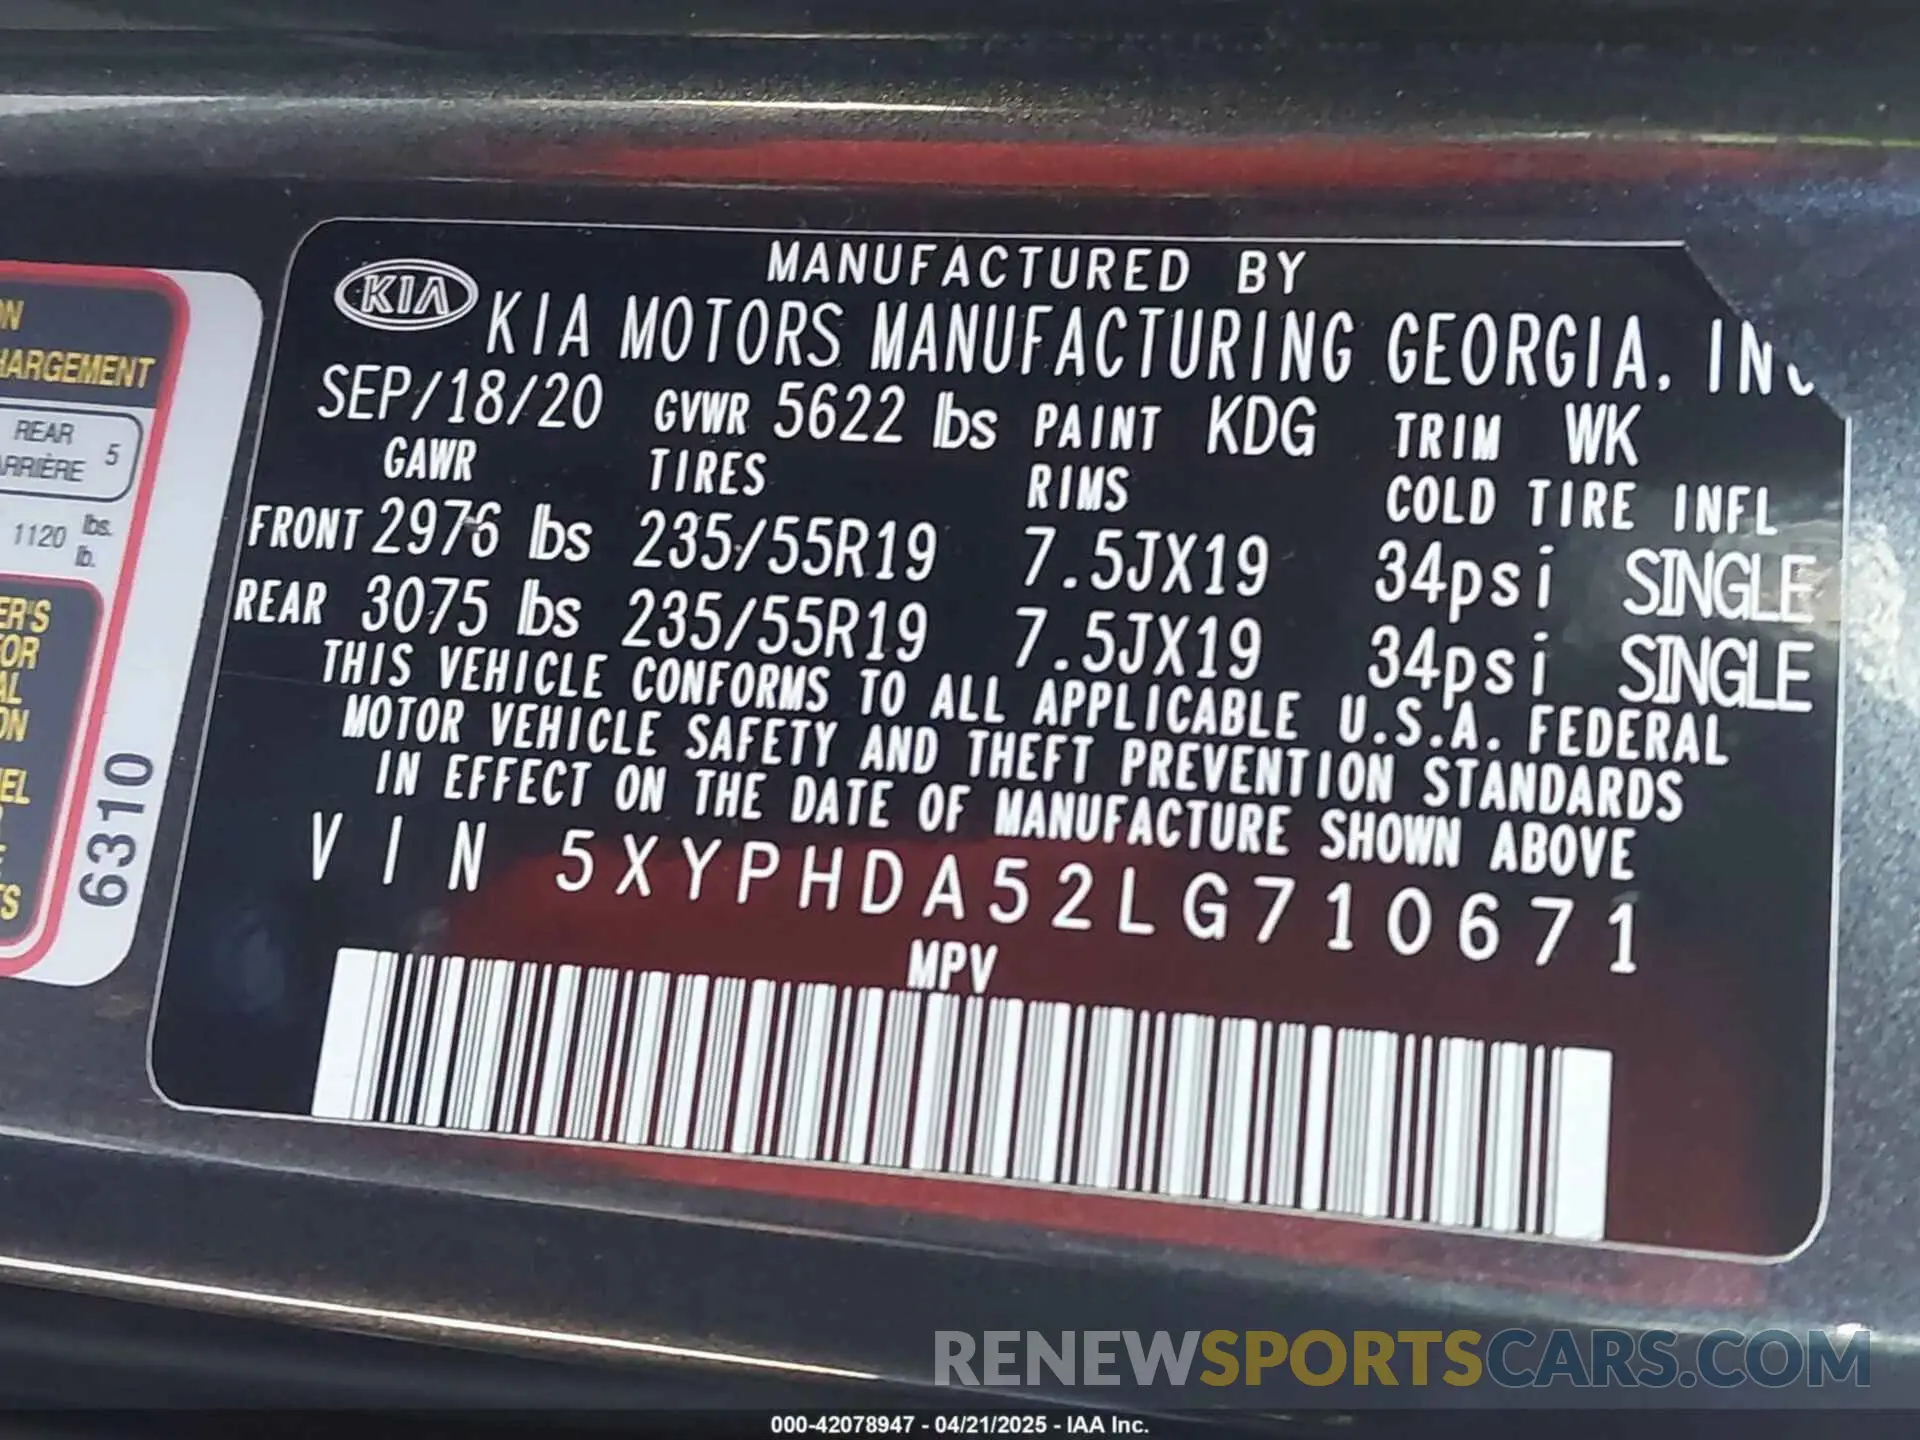 MANUFACTURED BY
KIA KIA MOTORS MANUFACTURING GEORGIA, INC
SEP/18/20 GVWR 5622 lbs PAINT KDG TRIM WK
GAWR TIRES RIMS COLD TIRE INFL
FRONT 2976 lbs 235/55R19 7.5JX19 34psi SINGLE
REAR 3075 lbs 235/55R19 7.5JX19 34psi SINGLE
THIS VEHICLE CONFORMS TO ALL APPLICABLE U.S.A. FEDERAL
MOTOR VEHICLE SAFETY AND THEFT PREVENTION STANDARDS
IN EFFECT ON THE DATE OF MANUFACTURE SHOWN ABOVE
VIN 5XYPHDA52LG710671
MPV
HARGEMENT
REAR 5
ARRIÈRE
1120 lbs.
lb.
6310
RENEWSPORTSCARS.COM
000-42078947 - 04/21/2025 - IAA Inc.